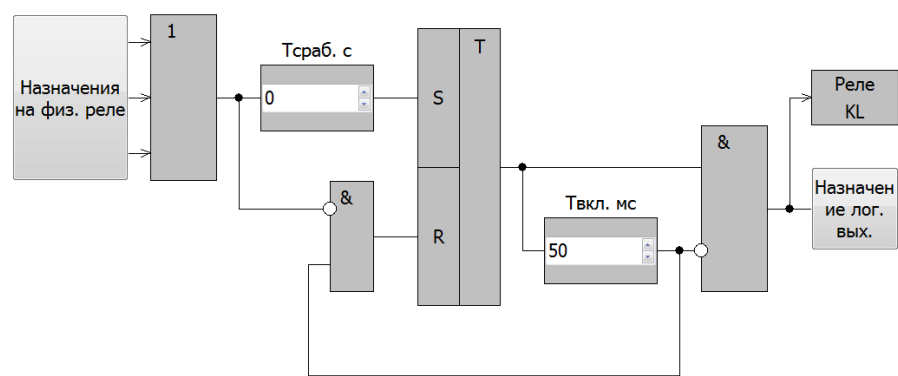 Назначения
на физ. реле
1
Тсраб. с
0
&
S
R
T
Твкл. мс
50
&
Реле
KL
Назначен
ие лог.
вых.